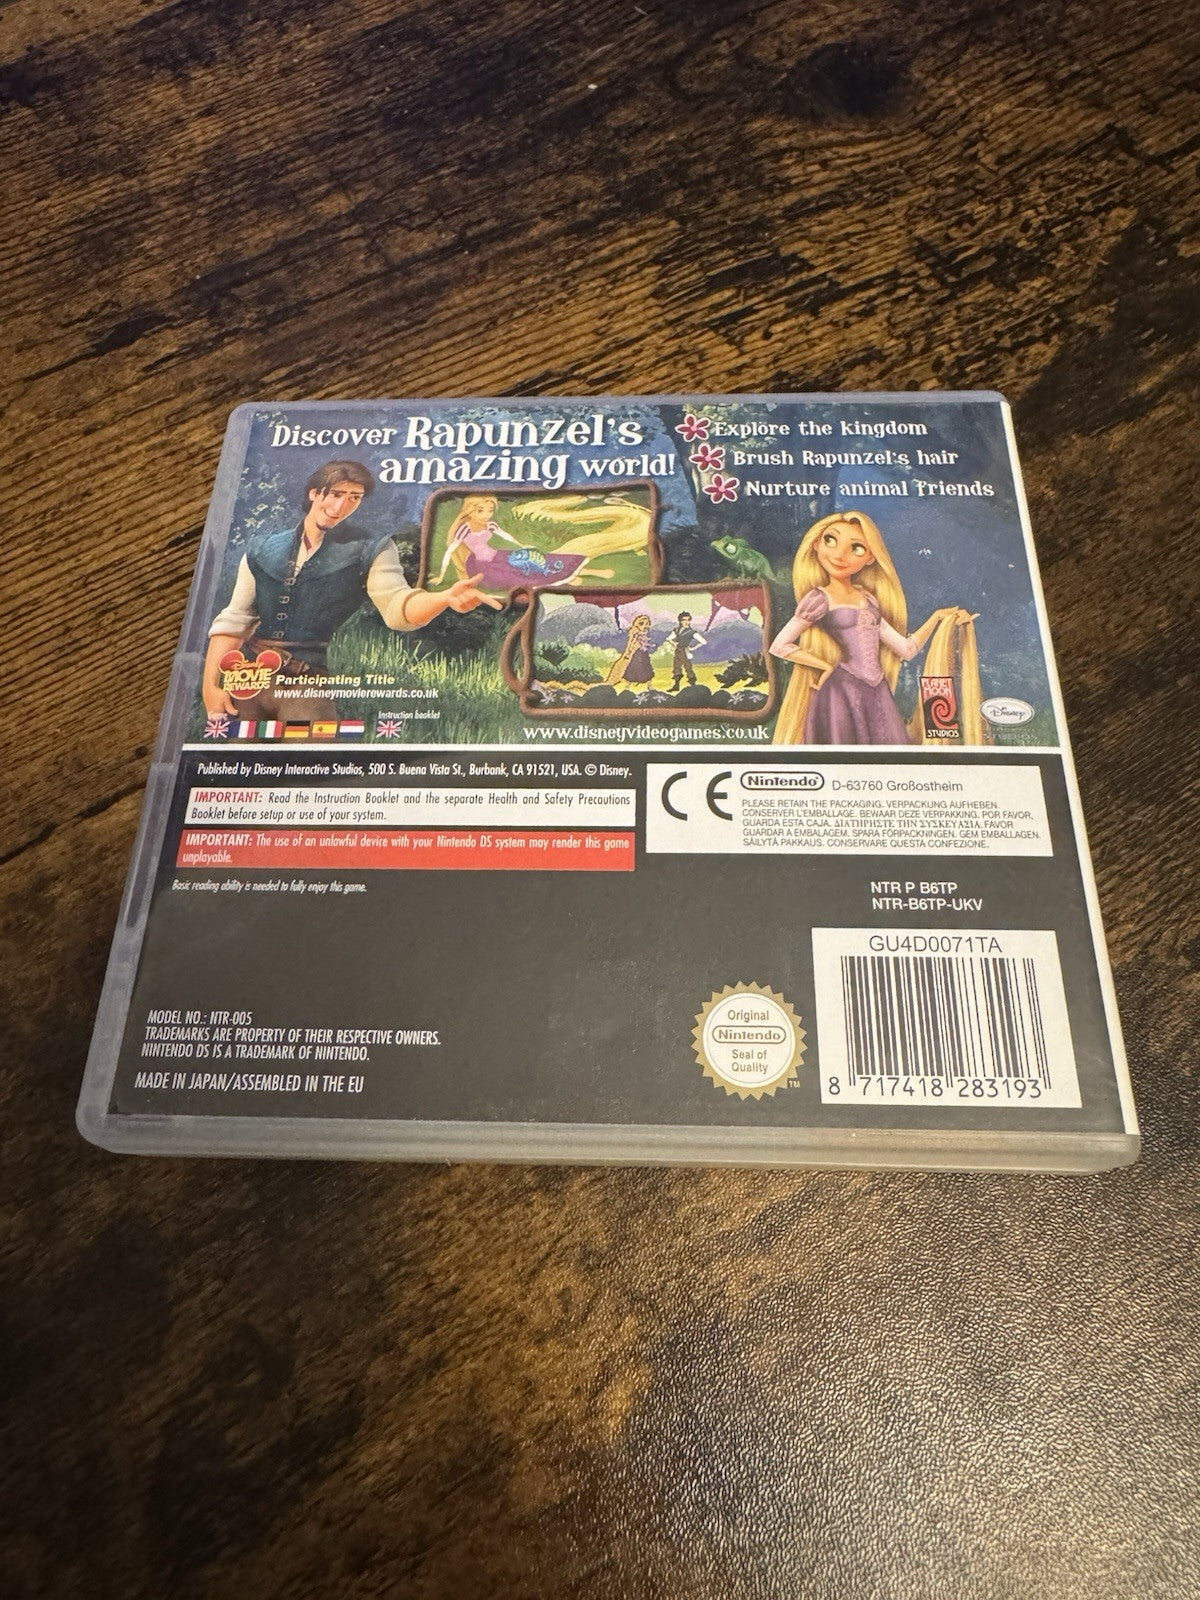 Discover Rapunzel's
amazing world!
Explore the kingdom
Brush Rapunzel's hair
Nurture animal friends
Disney
MOVIE
REWARDS
Participating Title
www.disneymovierewards.co.uk
Instruction booklet
www.disneyvideogames.co.uk
PLANET
MOON
STUDIOS
Disney
Published by Disney Interactive Studios, 500 S. Buena Vista St., Burbank, CA 91521, USA. © Disney.
IMPORTANT: Read the Instruction Booklet and the separate Health and Safety Precautions
Booklet before setup or use of your system.
IMPORTANT: The use of an unlawful device with your Nintendo DS system may render this game
unplayable.
Basic reading ability is needed to fully enjoy this game.
CE
Nintendo
D-63760 Großostheim
PLEASE RETAIN THE PACKAGING. VERPACKUNG AUFHEBEN.
CONSERVER L'EMBALLAGE. BEWAAR DEZE VERPAKKING. POR FAVOR,
GUARDA ESTA CAJA. ΔΙΑΤΗΡΗΣΤΕ ΤΗΝ ΣΥΣΚΕΥΑΣΙΑ. FAVOR
GUARDAR A EMBALAGEM. SPARA FÖRPACKNINGEN. GEM EMBALLAGEN.
SÄILYTÄ PAKKAUS. CONSERVARE QUESTA CONFEZIONE.
NTR P B6TP
NTR-B6TP-UKV
GU4D0071TA
8 717418 283193
Original
Nintendo
Seal of
Quality
TM
MODEL NO.: NTR-005
TRADEMARKS ARE PROPERTY OF THEIR RESPECTIVE OWNERS.
NINTENDO DS IS A TRADEMARK OF NINTENDO.
MADE IN JAPAN/ASSEMBLED IN THE EU